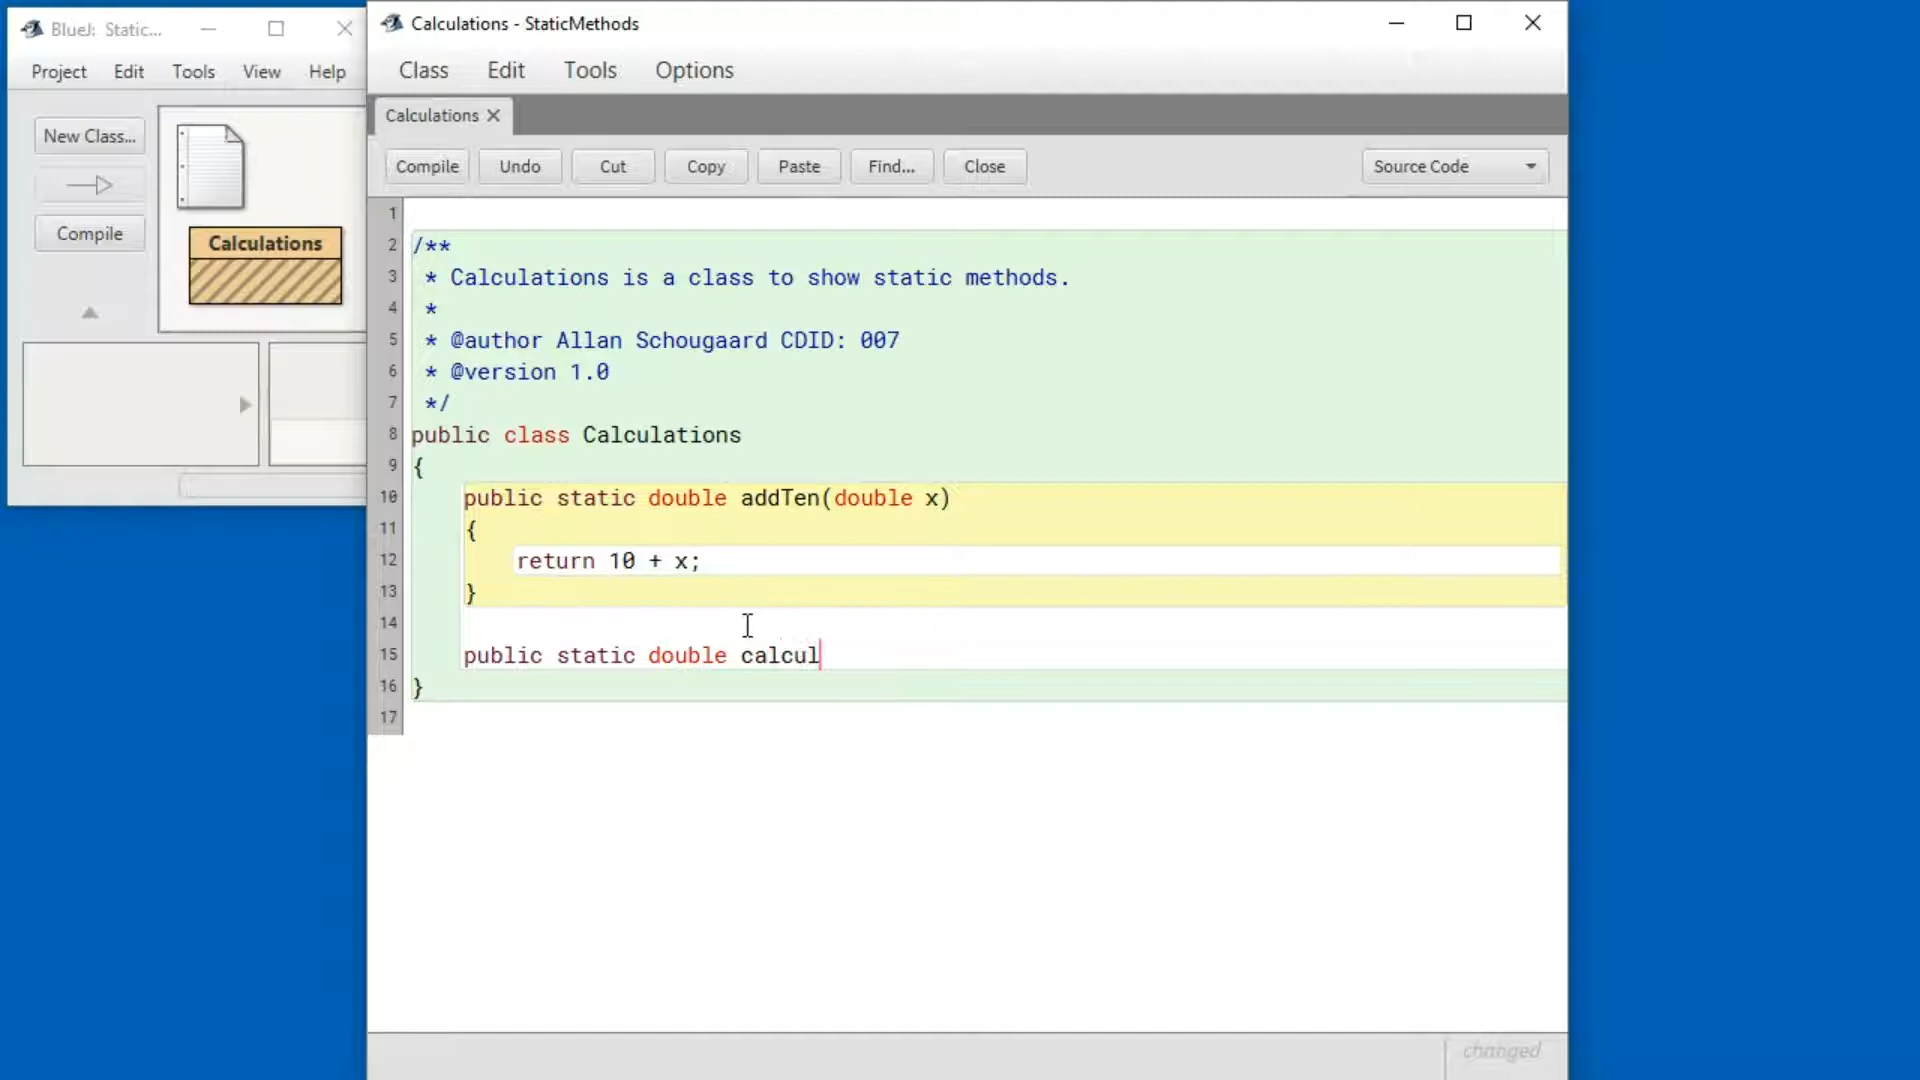 BlueJ: Static...
Project Edit Tools View Help
New Class...
Compile
Calculations
Calculations - StaticMethods
Class Edit Tools Options
Calculations
Compile Undo Cut Copy Paste Find... Close Source Code
1
2 /**
3 * Calculations is a class to show static methods.
4 *
5 * @author Allan Schougaard CDID: 007
6 * @version 1.0
7 */
8 public class Calculations
9 {
10 public static double addTen(double x)
11 {
12 return 10 + x;
13 }
14
15 public static double calcul
16 }
17
changed